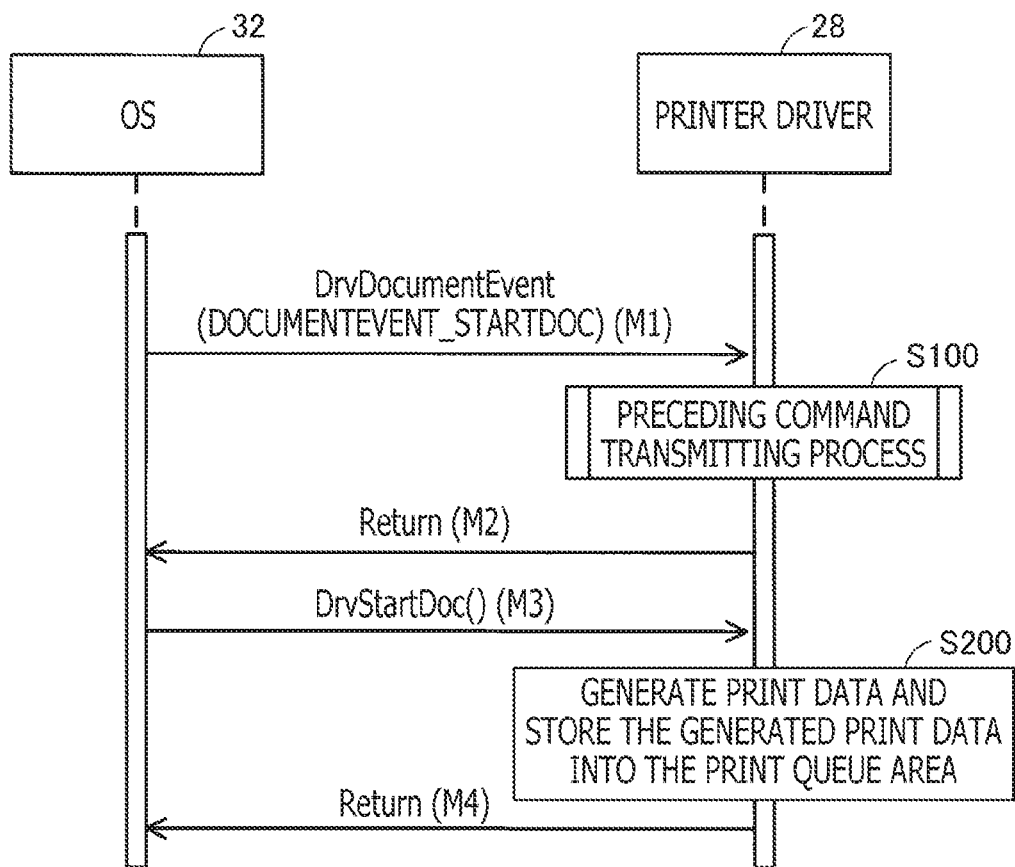 32
28
OS
PRINTER DRIVER
DrvDocumentEvent
(DOCUMENTEVENT_STARTDOC) (M1)
S100
PRECEDING COMMAND
TRANSMITTING PROCESS
Return (M2)
DrvStartDoc() (M3)
S200
GENERATE PRINT DATA AND
STORE THE GENERATED PRINT DATA
INTO THE PRINT QUEUE AREA
Return (M4)